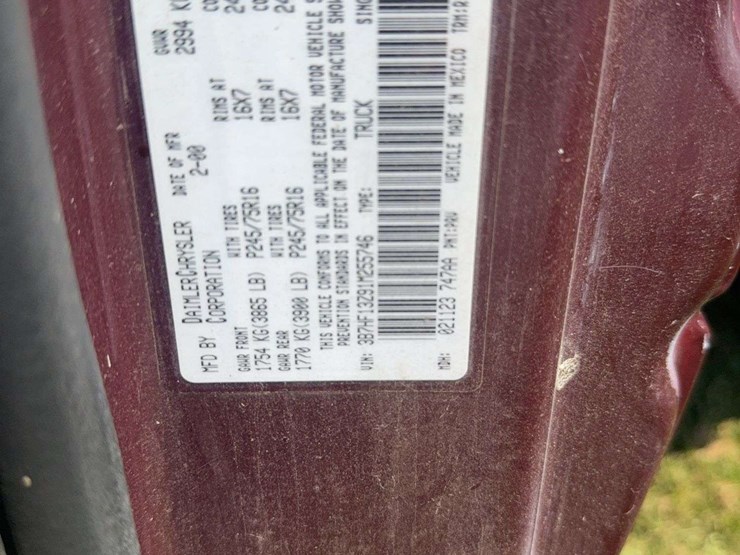 MFD BY DAIMLERCHRYSLER CORPORATION DATE OF MFR 2-00 GVWR 2994
GAWR FRONT WITH TIRES RIMS AT
1754 KG(3865 LB) P245/75R16 16X7
GAWR REAR WITH TIRES RIMS AT
1770 KG(3900 LB) P245/75R16 16X7
THIS VEHICLE CONFORMS TO ALL APPLICABLE FEDERAL MOTOR VEHICLE
PREVENTION STANDARDS IN EFFECT ON THE DATE OF MANUFACTURE
VIN: 3B7HF13Z91M255746 TYPE: TRUCK
MDH: 021123 747AA PNT:PRV VEHICLE MADE IN MEXICO TRM: